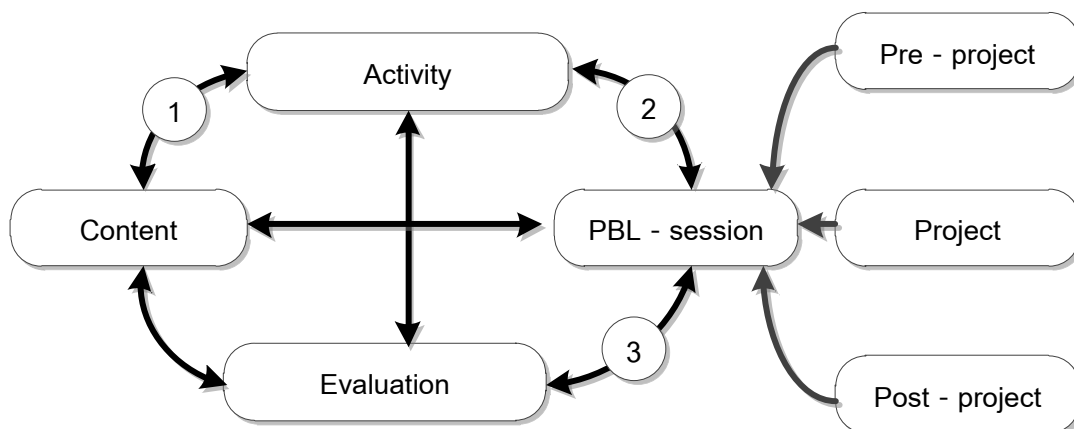 Pre - project
Activity
1
2
Content
PBL - session
Project
3
Evaluation
Post - project